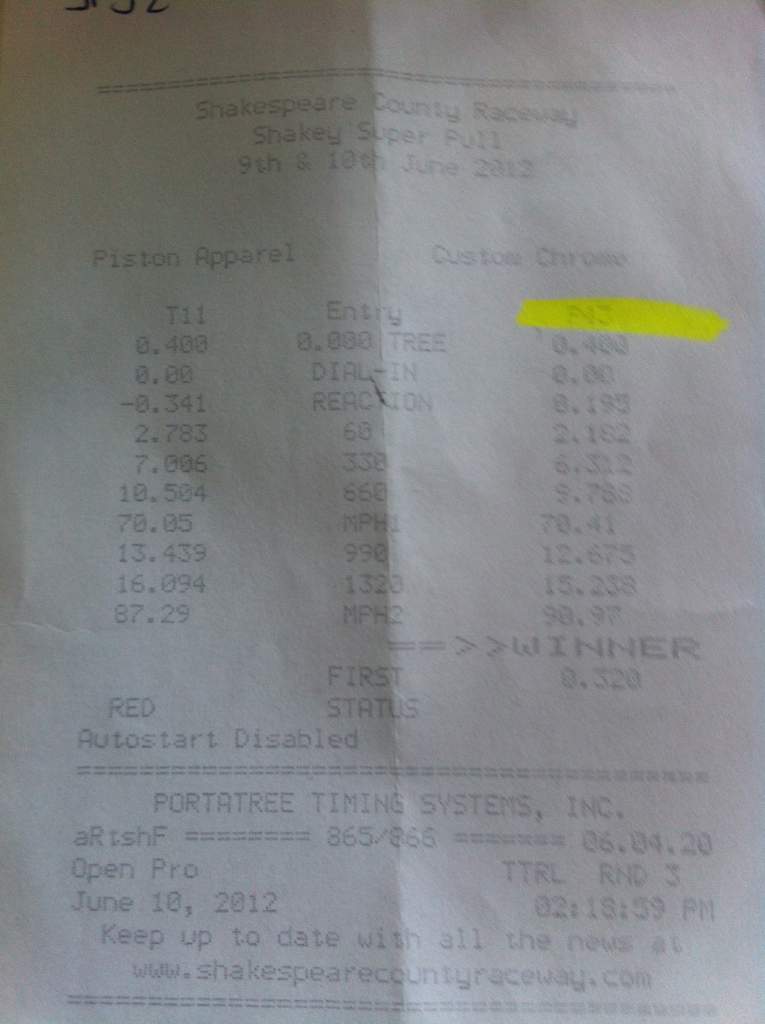 ================================
Shakespeare County Raceway
Shakey Super Pull
9th & 10th June 2012
Piston Apparel Custom Chrome
T11 Entry
0.400 0.000 TREE 0.400
0.00 DIAL-IN 0.00
-0.341 REACTION 0.195
2.783 60 2.162
7.006 330 6.312
10.504 660 9.788
70.05 MPH1 70.41
13.439 990 12.675
16.094 1320 15.238
87.29 MPH2 90.97
==>>WINNER
FIRST 0.320
RED STATUS
Autostart Disabled
========================================
PORTATREE TIMING SYSTEMS, INC.
aRtshF ======== 865/866 ======= 06.04.20
Open Pro TTRL RND 3
June 10, 2012 02:18:59 PM
Keep up to date with all the news at
www.shakespearecountyraceway.com
========================================